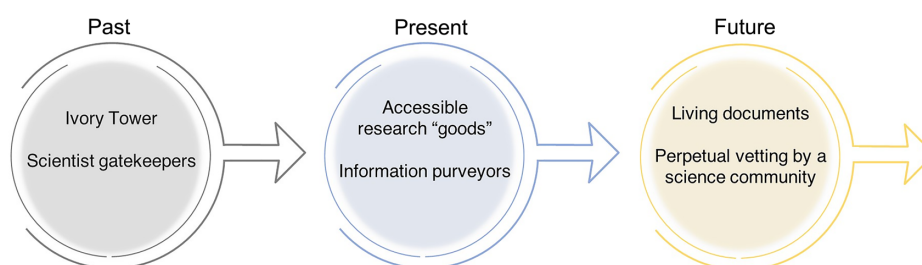 Past
Ivory Tower
Scientist gatekeepers
Present
Accessible
research “goods”
Information purveyors
Future
Living documents
Perpetual vetting by a
science community